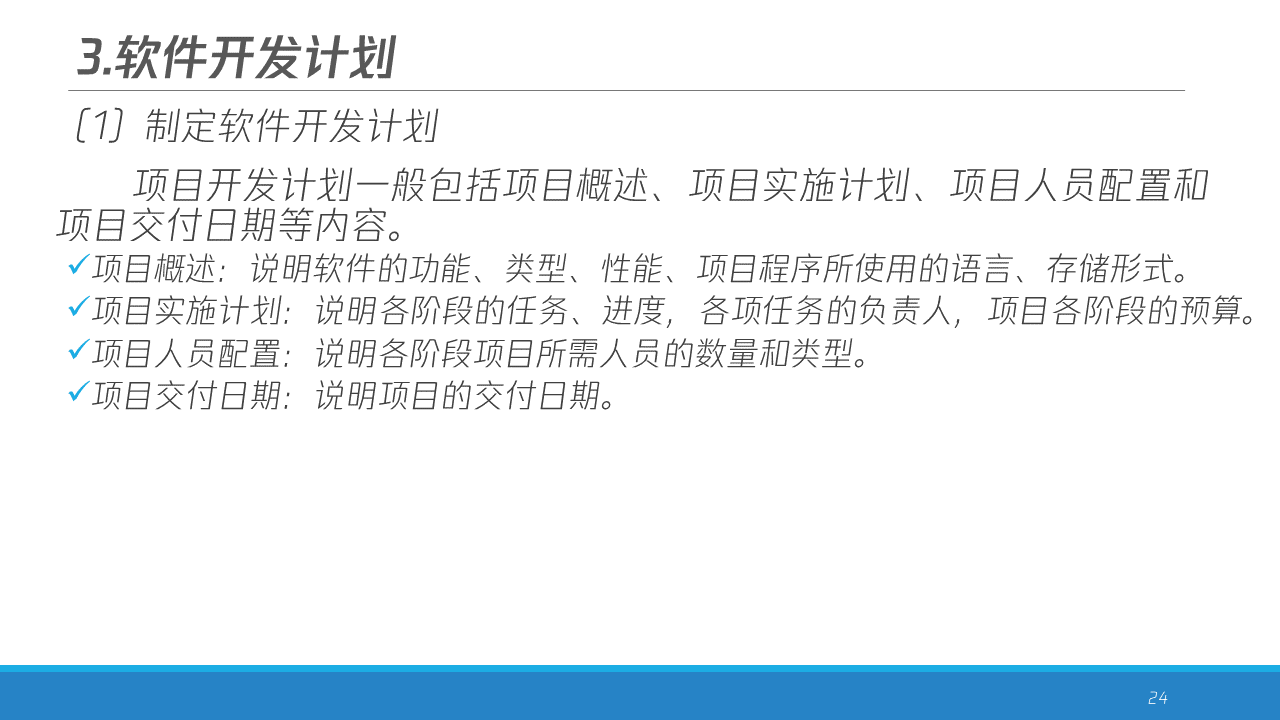 3.软件开发计划
（1）制定软件开发计划
项目开发计划一般包括项目概述、项目实施计划、项目人员配置和
项目交付日期等内容。
✓项目概述：说明软件的功能、类型、性能、项目程序所使用的语言、存储形式。
✓项目实施计划：说明各阶段的任务、进度，各项任务的负责人，项目各阶段的预算。
✓项目人员配置：说明各阶段项目所需人员的数量和类型。
✓项目交付日期：说明项目的交付日期。
24